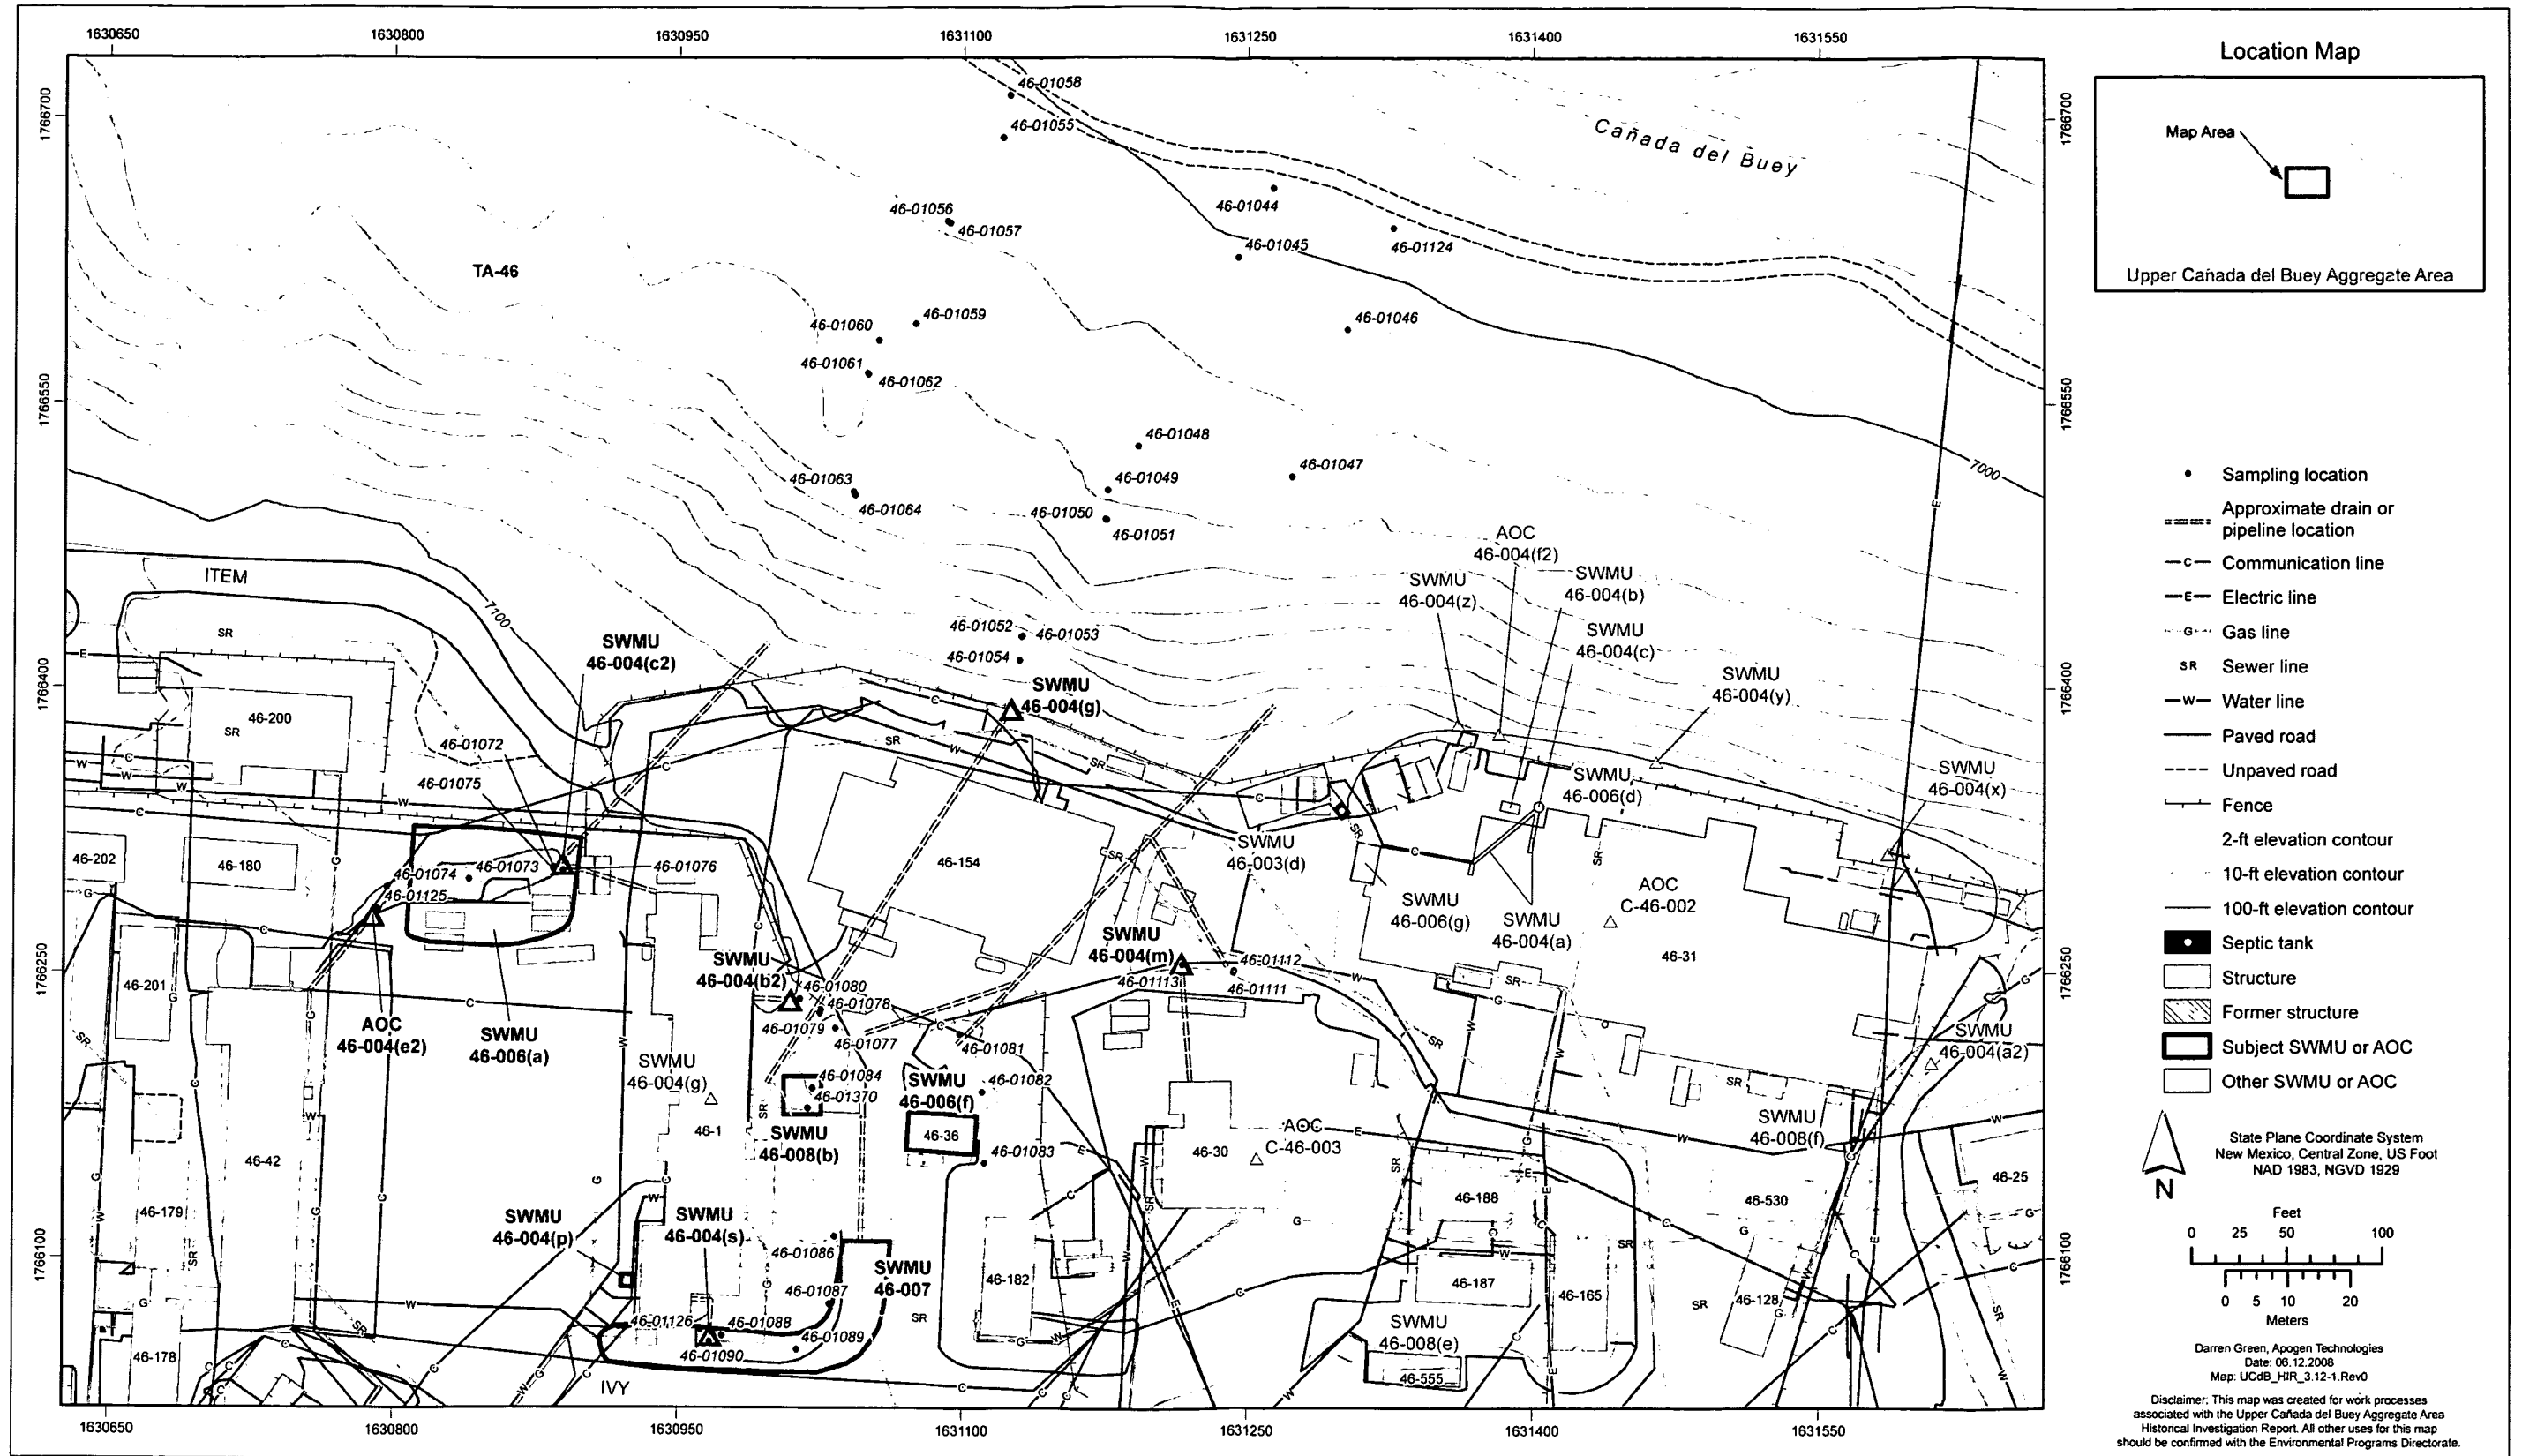 1630650
1630800
1630950
1631100
1631250
1631400
1631550
1766700
1766550
1766400
1766250
1766100
1766700
1766550
1766400
1766250
1766100
46-01058
46-01055
Cañada del Buey
46-01044
46-01056
46-01057
46-01045
46-01124
TA-46
46-01059
46-01060
46-01046
46-01061
46-01062
46-01048
46-01047
46-01049
46-01063
46-01064
46-01050
46-01051
7000
AOC
46-004(f2)
ITEM
7100
SWMU
46-004(z)
SWMU
46-004(b)
SWMU
46-004(c)
46-01052
46-01053
46-01054
SWMU
46-004(c2)
SWMU
46-004(g)
SWMU
46-004(y)
46-200
46-01072
46-01075
SWMU
46-006(d)
SWMU
46-004(x)
46-202
46-180
46-01074
46-01073
46-01076
46-01125
46-154
SWMU
46-003(d)
SWMU
46-006(g)
SWMU
46-004(a)
AOC
C-46-002
46-31
46-201
SWMU
46-004(b2)
SWMU
46-004(m)
46-01112
46-01113
46-01111
46-01080
46-01078
46-01079
46-01077
46-01081
AOC
46-004(e2)
SWMU
46-006(a)
SWMU
46-004(g)
SWMU
46-004(a2)
46-01084
46-01370
SWMU
46-006(f)
46-01082
46-36
46-1
SWMU
46-008(b)
46-01083
46-30
AOC
C-46-003
SWMU
46-008(f)
46-42
46-179
46-188
46-530
46-25
SWMU
46-004(p)
SWMU
46-004(s)
46-01086
SWMU
46-007
46-01087
46-182
46-187
46-165
46-128
46-01126
46-01088
46-01089
46-01090
SWMU
46-008(e)
46-178
IVY
46-555
1630650
1630800
1630950
1631100
1631250
1631400
1631550
Location Map
Map Area
Upper Cañada del Buey Aggregate Area
Sampling location
Approximate drain or
pipeline location
C Communication line
E Electric line
G Gas line
SR Sewer line
W Water line
Paved road
Unpaved road
Fence
2-ft elevation contour
10-ft elevation contour
100-ft elevation contour
Septic tank
Structure
Former structure
Subject SWMU or AOC
Other SWMU or AOC
N
State Plane Coordinate System
New Mexico, Central Zone, US Foot
NAD 1983, NGVD 1929
Feet
0 25 50 100
0 5 10 20
Meters
Darren Green, Apogen Technologies
Date: 06.12.2008
Map: UCdB_HIR_3.12-1.Rev0
Disclaimer: This map was created for work processes
associated with the Upper Cañada del Buey Aggregate Area
Historical Investigation Report. All other uses for this map
should be confirmed with the Environmental Programs Directorate.